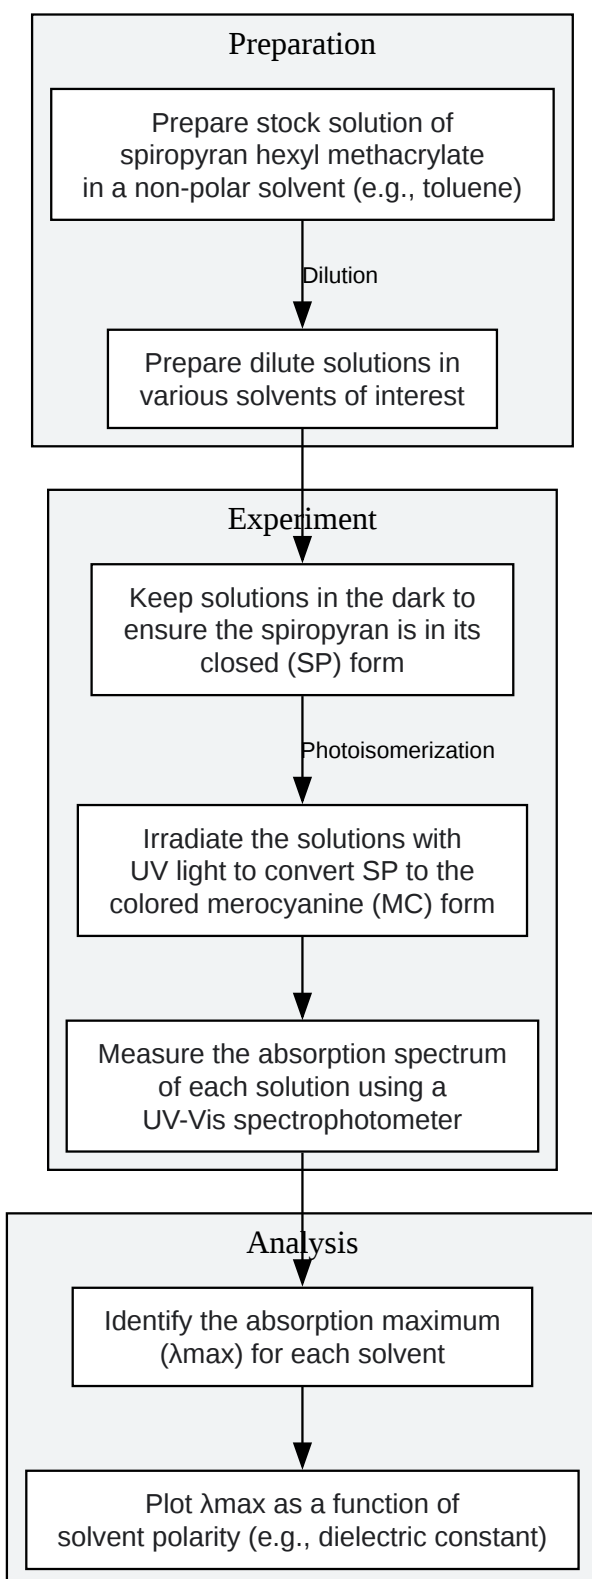 Preparation
Prepare stock solution of
spiropyran hexyl methacrylate
in a non-polar solvent (e.g., toluene)
Dilution
Prepare dilute solutions in
various solvents of interest
Experiment
Keep solutions in the dark to
ensure the spiropyran is in its
closed (SP) form
Photoisomerization
Irradiate the solutions with
UV light to convert SP to the
colored merocyanine (MC) form
Measure the absorption spectrum
of each solution using a
UV-Vis spectrophotometer
Analysis
Identify the absorption maximum
(λmax) for each solvent
Plot λmax as a function of
solvent polarity (e.g., dielectric constant)